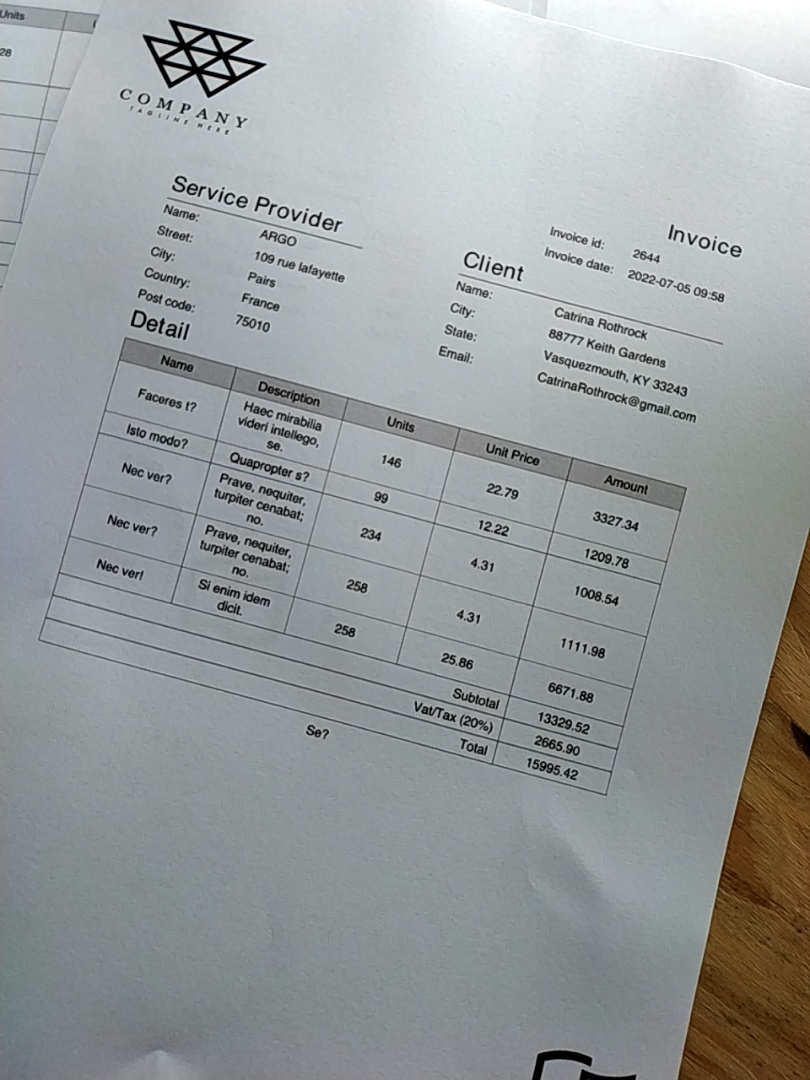 Units
28
COMPANY
TAGLINE HERE
Invoice
Invoice id: 2644
Invoice date: 2022-07-05 09:58
Service Provider
Name: ARGO
Street: 109 rue lafayette
City: Pairs
Country: France
Post code: 75010
Client
Name: Catrina Rothrock
City: 88777 Keith Gardens
State: Vasquezmouth, KY 33243
Email: CatrinaRothrock@gmail.com
Detail
Name Description Units Unit Price Amount
Faceres t? Haec mirabilia
videri intellego,
se. 146 22.79 3327.34
Isto modo? Quapropter s? 99 12.22 1209.78
Nec ver? Prave, nequiter,
turpiter cenabat;
no. 234 4.31 1008.54
Nec ver? Prave, nequiter,
turpiter cenabat;
no. 258 4.31 1111.98
Nec ver! Si enim idem
dicit. 258 25.86 6671.88
Subtotal 13329.52
Vat/Tax (20%) 2665.90
Total 15995.42
Se?